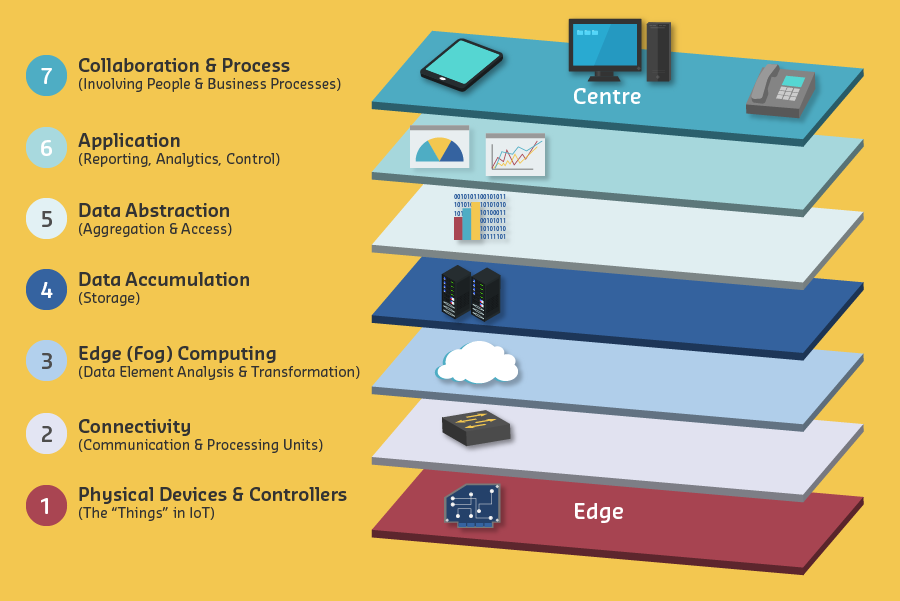 7
Collaboration & Process
(Involving People & Business Processes)
Centre
6
Application
(Reporting, Analytics, Control)
5
Data Abstraction
(Aggregation & Access)
4
Data Accumulation
(Storage)
3
Edge (Fog) Computing
(Data Element Analysis & Transformation)
2
Connectivity
(Communication & Processing Units)
1
Physical Devices & Controllers
(The “Things” in IoT)
Edge